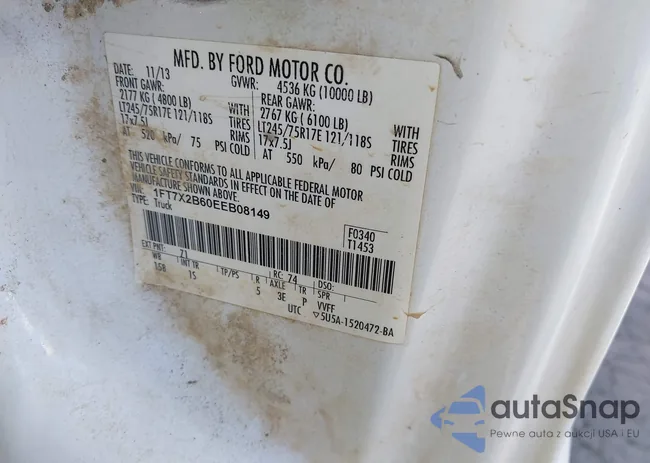 MFD. BY FORD MOTOR CO.
DATE: 11/13 GVWR: 4536 KG (10000 LB)
FRONT GAWR: REAR GAWR:
2177 KG ( 4800 LB) WITH 2767 KG ( 6100 LB) WITH
LT245/75R17E 121/118S TIRES LT245/75R17E 121/118S TIRES
17x7.5J RIMS 17x7.5J RIMS
AT 520 kPa/ 75 PSI COLD AT 550 kPa/ 80 PSI COLD
THIS VEHICLE CONFORMS TO ALL APPLICABLE FEDERAL MOTOR
VEHICLE SAFETY STANDARDS IN EFFECT ON THE DATE OF
MANUFACTURE SHOWN ABOVE.
VIN: 1FT7X2B60EEB08149
TYPE: Truck
F0340
T1453
EXT PNT: Z1 RC: 74 DSO:
WB INT TR TP/PS R AXLE TR SPR
158 1S 5 3E P VVFF
UTC ▽5U5A-1520472-BA
autaSnap
Pewne auta z aukcji USA i EU